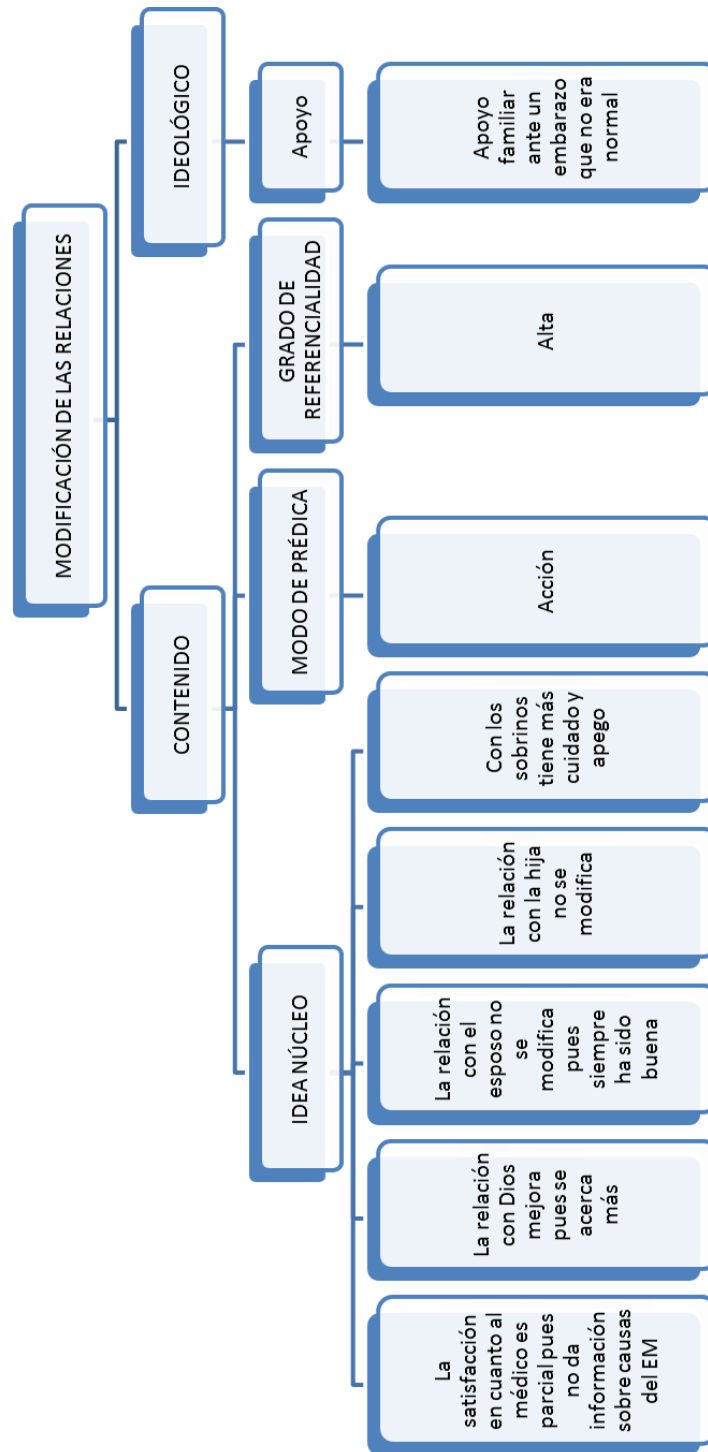 MODIFICACIÓN DE LAS RELACIONES
CONTENIDO
IDEOLÓGICO
IDEA NÚCLEO
MODO DE PRÉDICA
GRADO DE
REFERENCIALIDAD
Apoyo
La
satisfacción
en cuanto al
médico es
parcial pues
no da
información
sobre causas
del EM
La relación
con Dios
mejora
pues se
acerca
más
La relación
con el
esposo no
se
modifica
pues
siempre
ha sido
buena
La relación
con la hija
no se
modifica
Con los
sobrinos
tiene más
cuidado y
apego
Acción
Alta
Apoyo
familiar
ante un
embarazo
que no era
normal